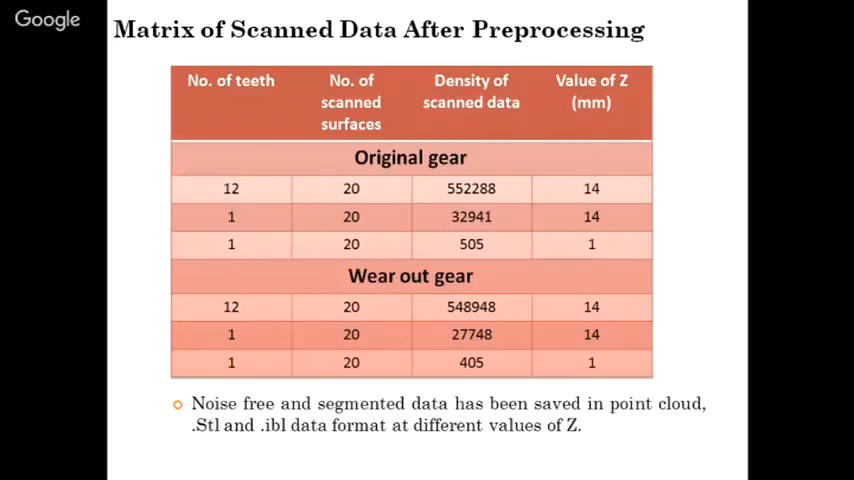 Google
Matrix of Scanned Data After Preprocessing
No. of teeth No. of scanned surfaces Density of scanned data Value of Z (mm)
Original gear
12 20 552288 14
1 20 32941 14
1 20 505 1
Wear out gear
12 20 548948 14
1 20 27748 14
1 20 405 1
Noise free and segmented data has been saved in point cloud,
.Stl and .ibl data format at different values of Z.